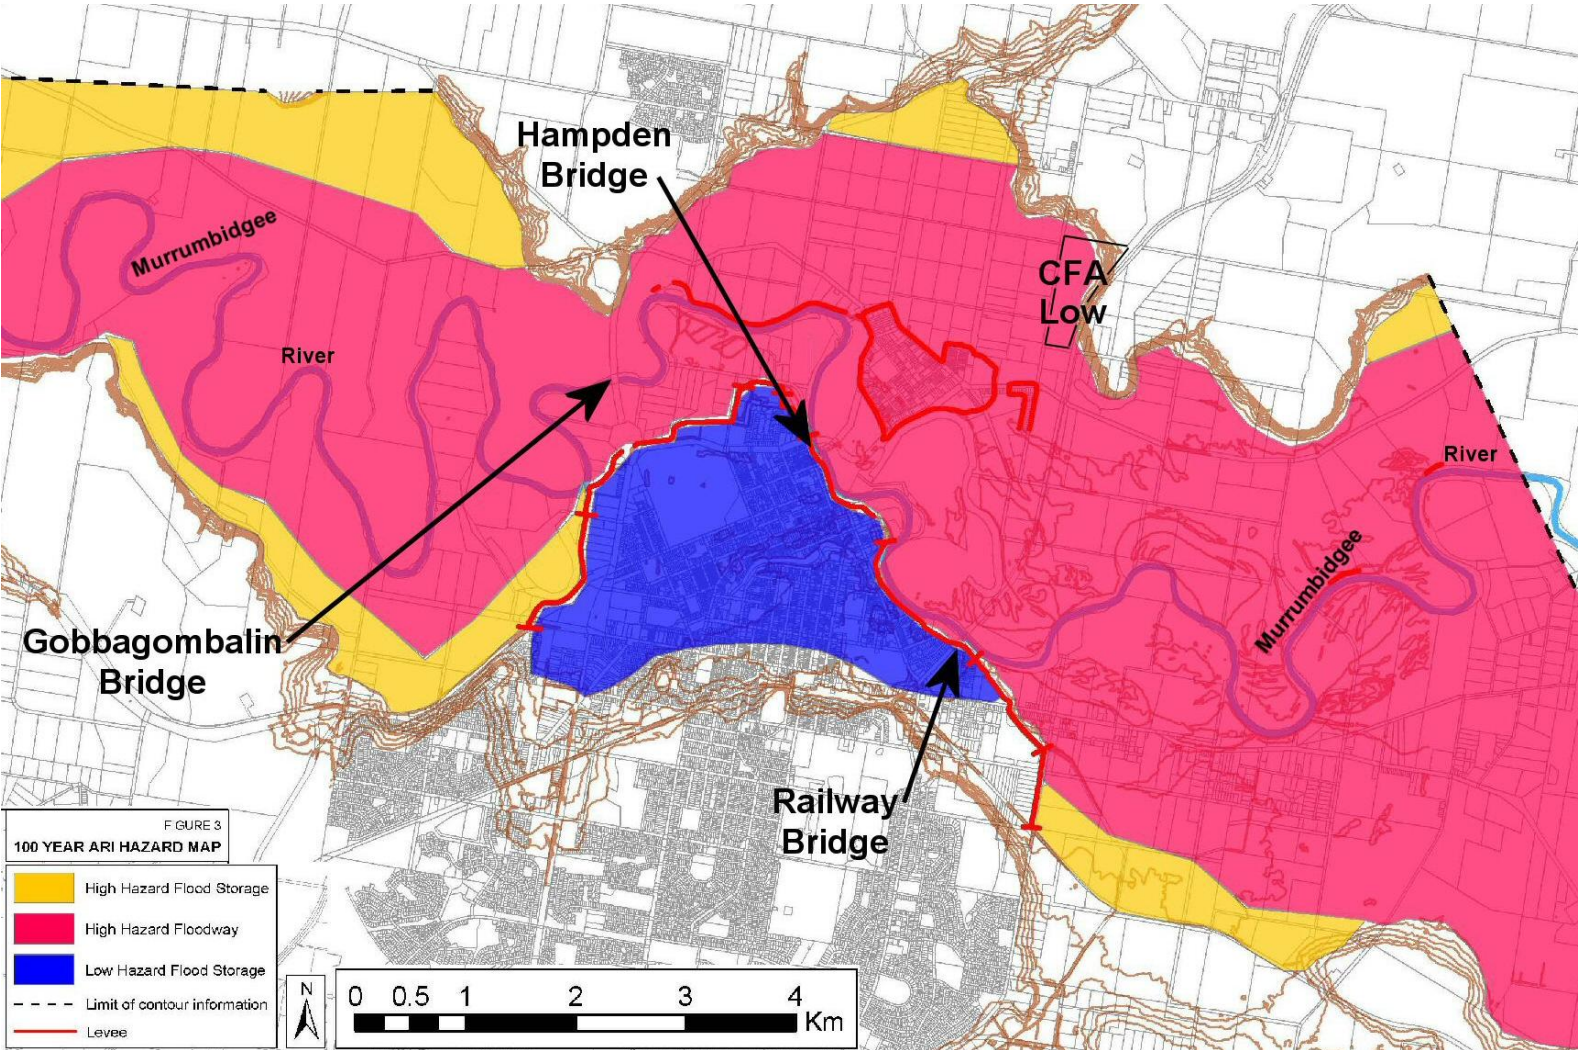 Hampden
Bridge
Murrumbidgee
CFA
Low
River
River
Murrumbidgee
Gobbagombalin
Bridge
Railway
Bridge
F GURE 3
100 YEAR ARI HAZARD MAP
High Hazard Flood Storage
High Hazard Floodway
Low Hazard Flood Storage
Limit of contour information
Levee
N
0 0.5 1 2 3 4
Km